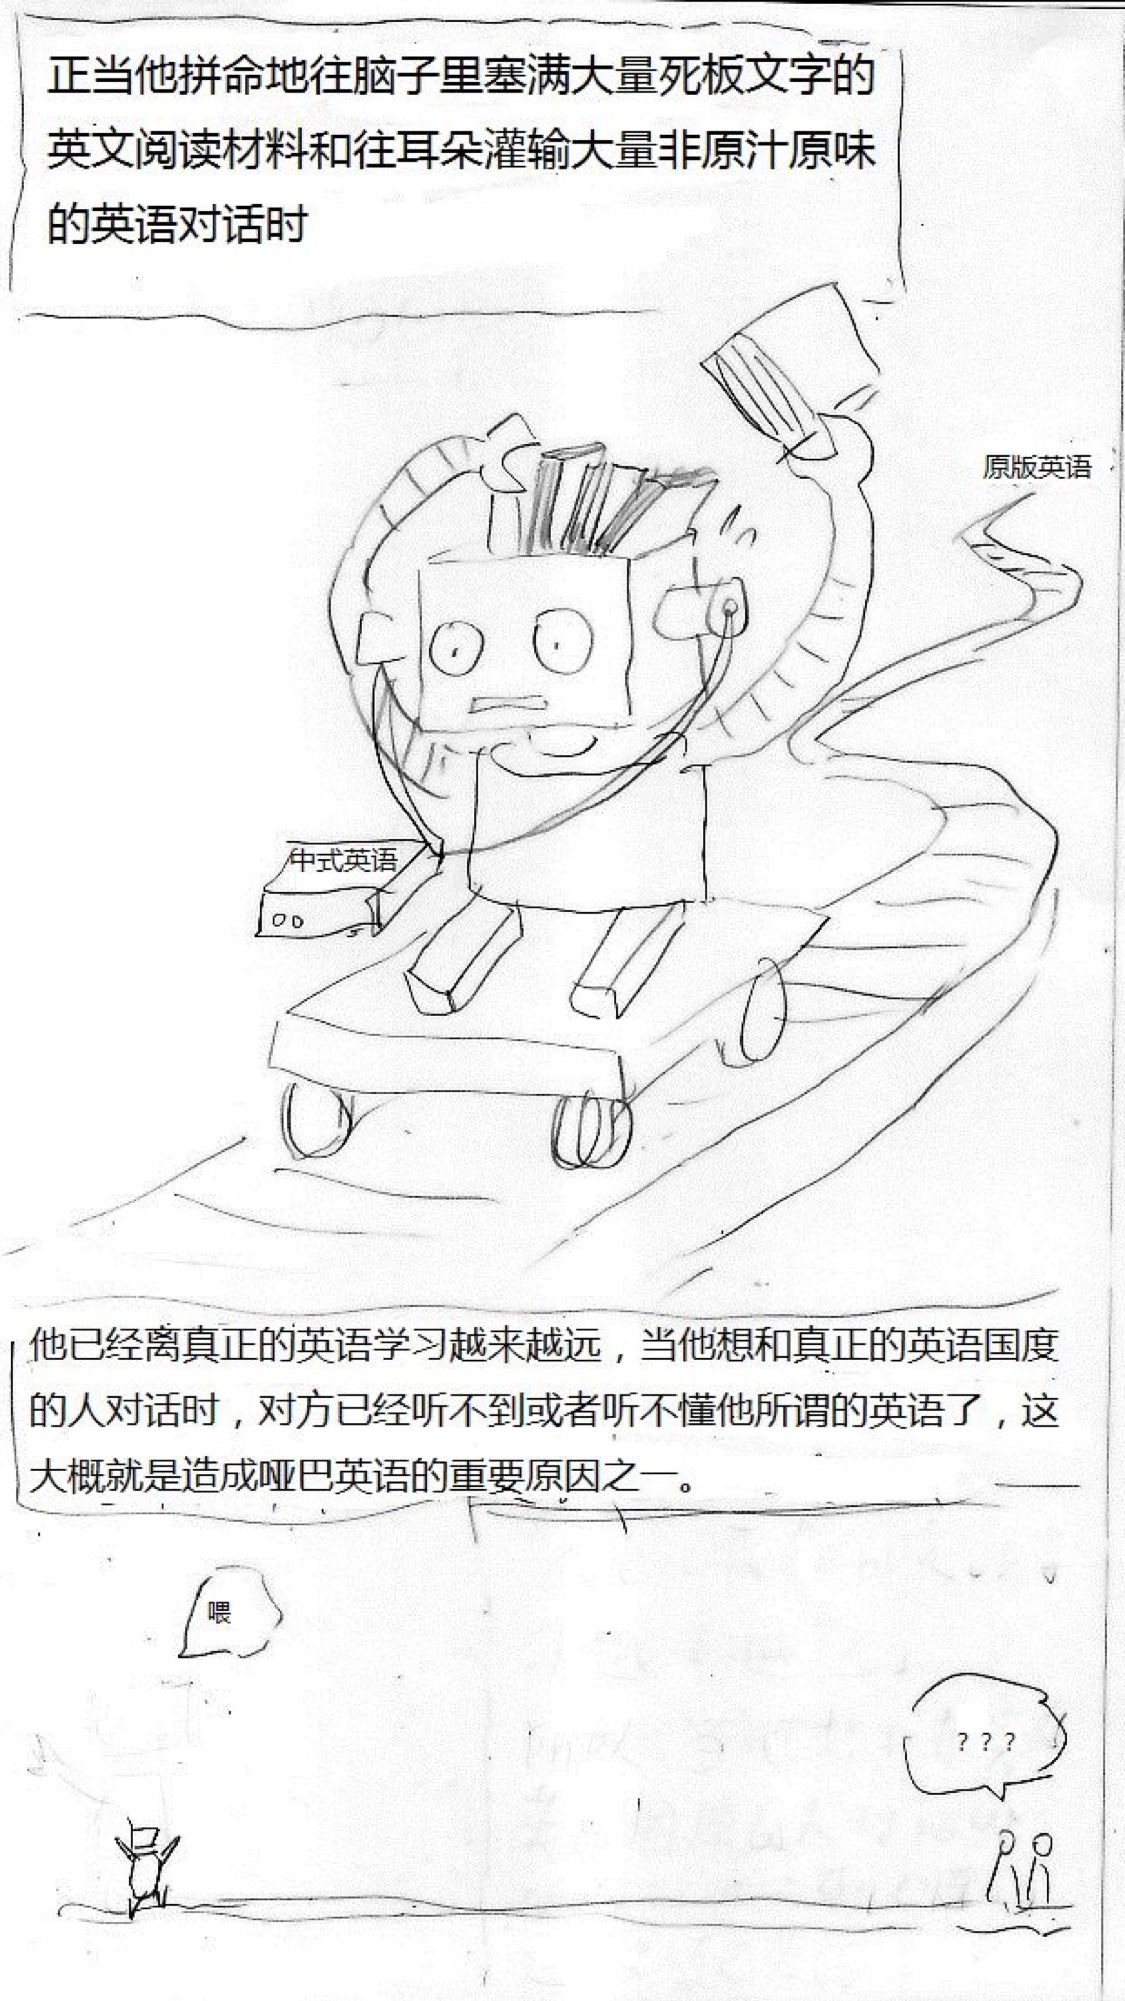 正当他拼命地往脑子里塞满大量死板文字的
英文阅读材料和往耳朵灌输大量非原汁原味
的英语对话时
原版英语
中式英语
他已经离真正的英语学习越来越远，当他想和真正的英语国度
的人对话时，对方已经听不到或者听不懂他所谓的英语了，这
大概就是造成哑巴英语的重要原因之一。
喂
？？？